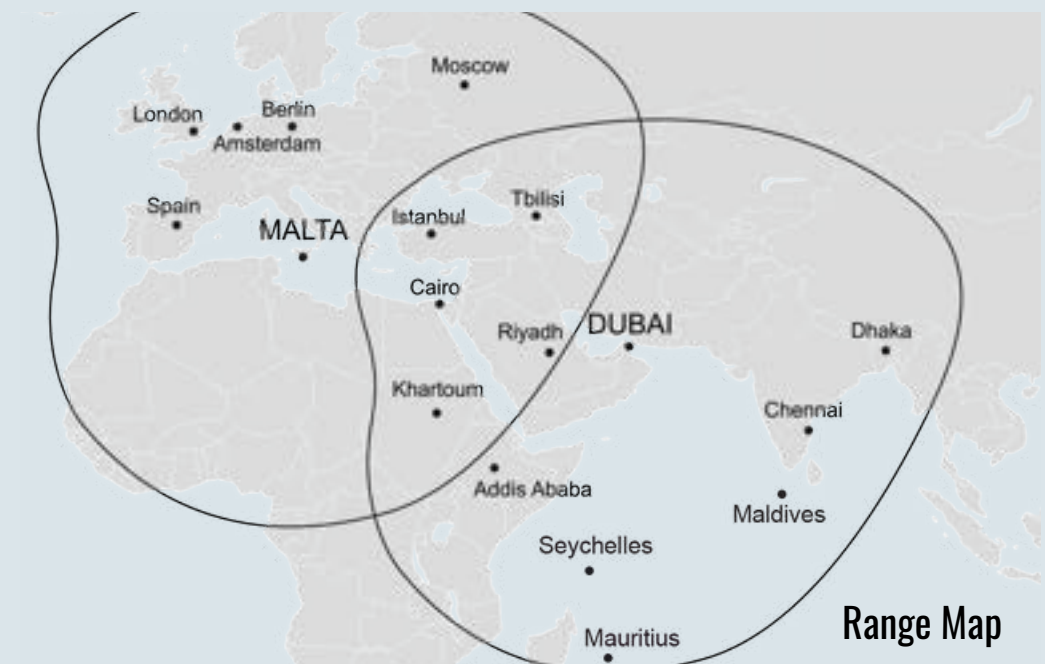 Moscow
London
Berlin
Amsterdam
Spain
Tbilisi
Istanbul
MALTA
Cairo
Riyadh
DUBAI
Dhaka
Khartoum
Chennai
Addis Ababa
Maldives
Seychelles
Mauritius
Range Map